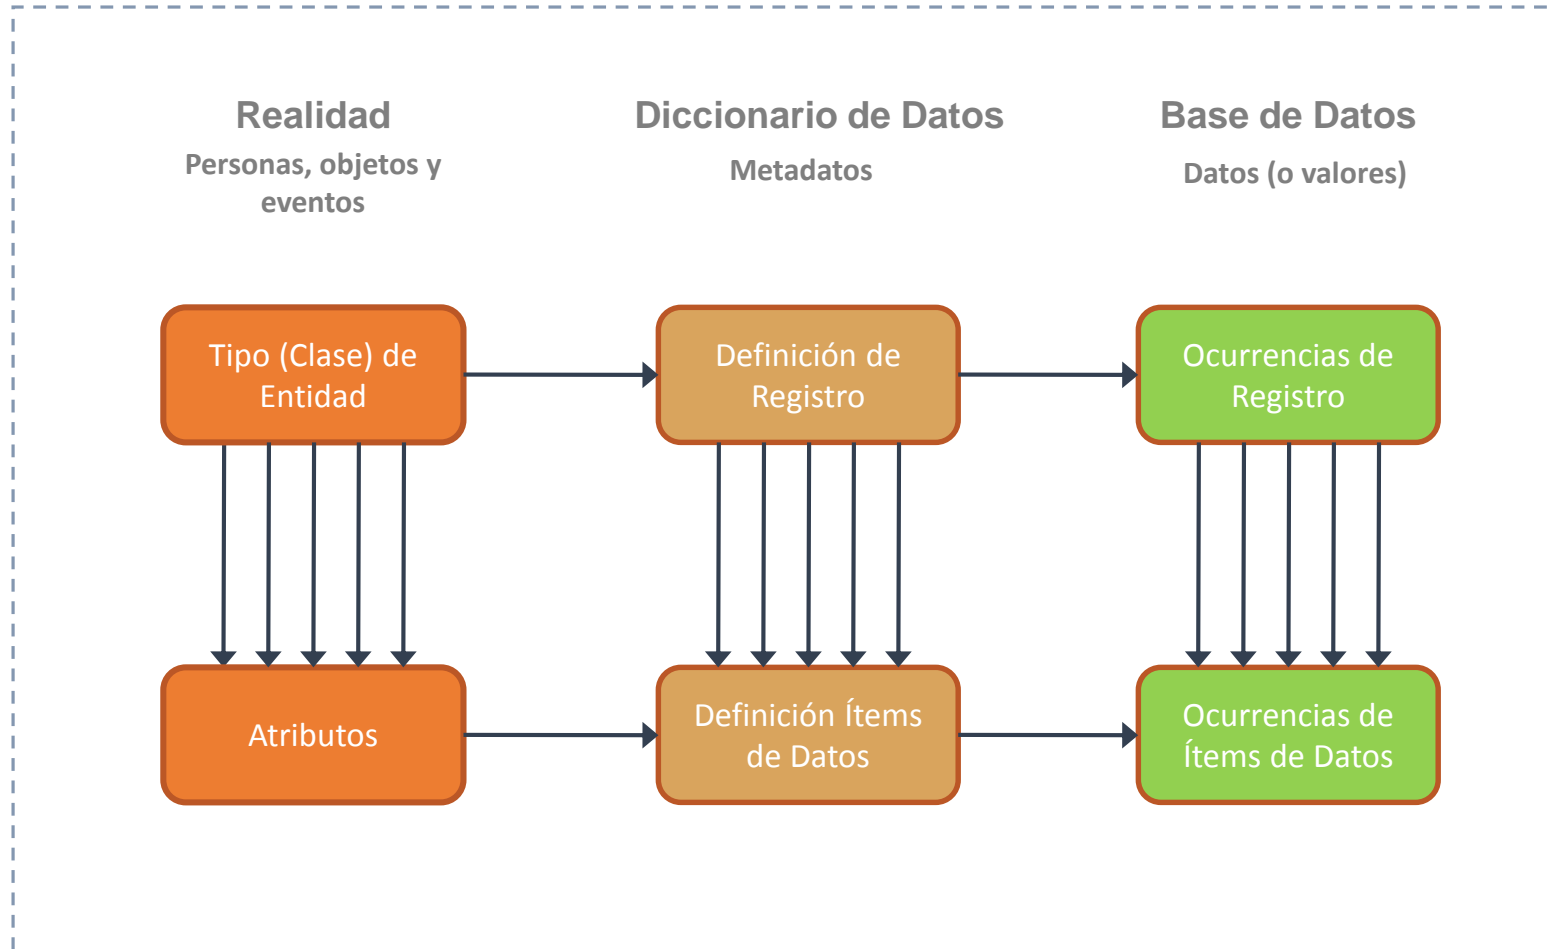 Realidad
Personas, objetos y
eventos
Diccionario de Datos
Metadatos
Base de Datos
Datos (o valores)
Tipo (Clase) de
Entidad
Definición de
Registro
Ocurrencias de
Registro
Atributos
Definición Ítems
de Datos
Ocurrencias de
Ítems de Datos